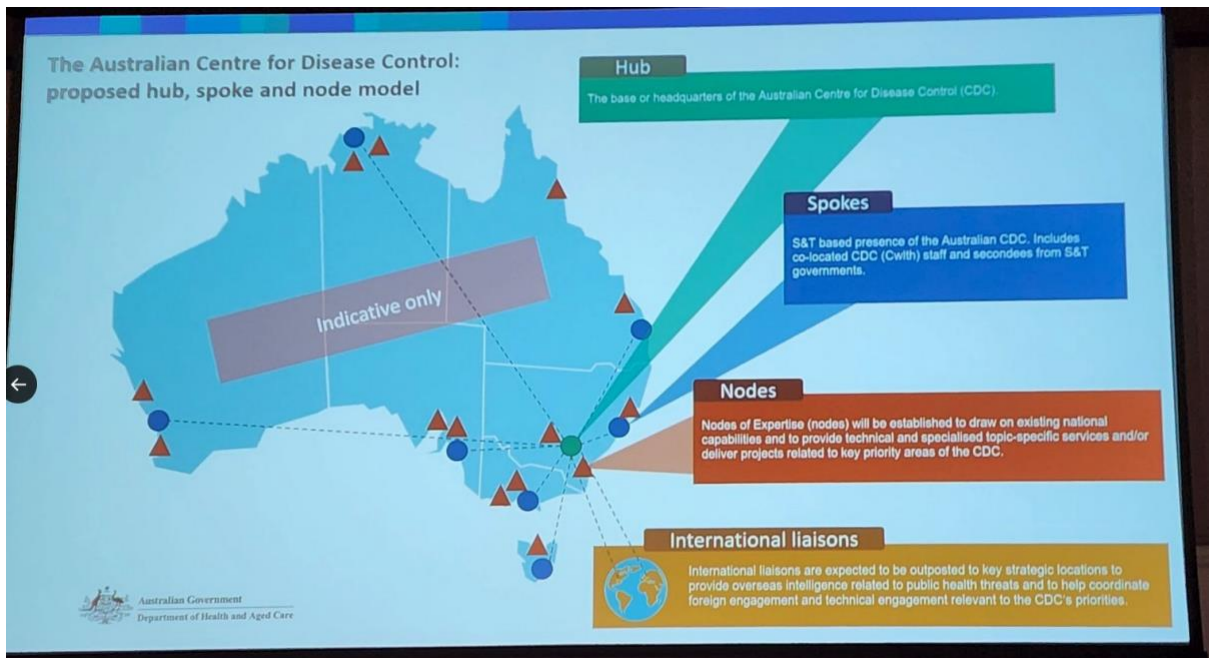 The Australian Centre for Disease Control:
proposed hub, spoke and node model
Hub
The base or headquarters of the Australian Centre for Disease Control (CDC).
Spokes
S&T based presence of the Australian CDC. Includes
co-located CDC (Cwlth) staff and secondees from S&T
governments.
Indicative only
Nodes
Nodes of Expertise (nodes) will be established to draw on existing national
capabilities and to provide technical and specialised topic-specific services and/or
deliver projects related to key priority areas of the CDC.
International liaisons
International liaisons are expected to be outposted to key strategic locations to
provide overseas intelligence related to public health threats and to help coordinate
foreign engagement and technical engagement relevant to the CDC's priorities.
Australian Government
Department of Health and Aged Care